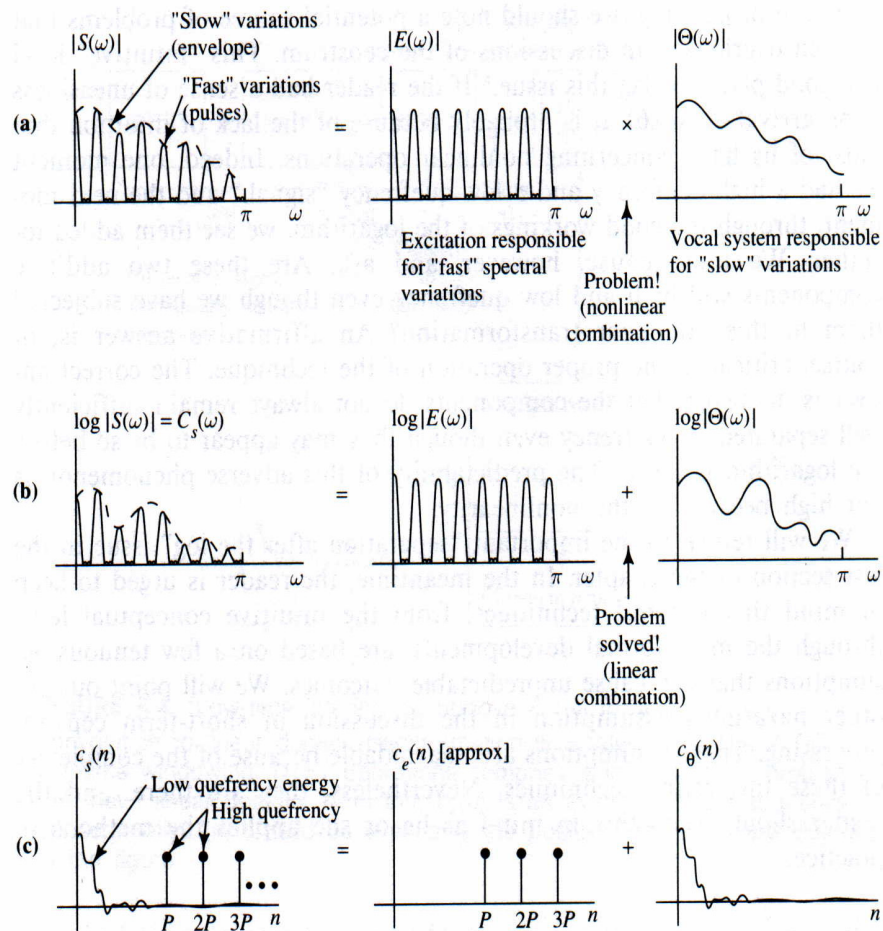 |S(ω)|
"Slow" variations
(envelope)
"Fast" variations
(pulses)
|E(ω)|
|Θ(ω)|
(a)
=
×
π ω
π ω
π ω
Excitation responsible
for "fast" spectral
variations
Problem!
(nonlinear
combination)
Vocal system responsible
for "slow" variations
log |S(ω)| = C_s(ω)
log|E(ω)|
log|Θ(ω)|
(b)
=
+
π ω
π ω
π ω
Problem
solved!
(linear
combination)
c_s(n)
c_e(n) [approx]
c_θ(n)
Low quefrency energy
High quefrency
(c)
=
+
P 2P 3P n
P 2P 3P n
n